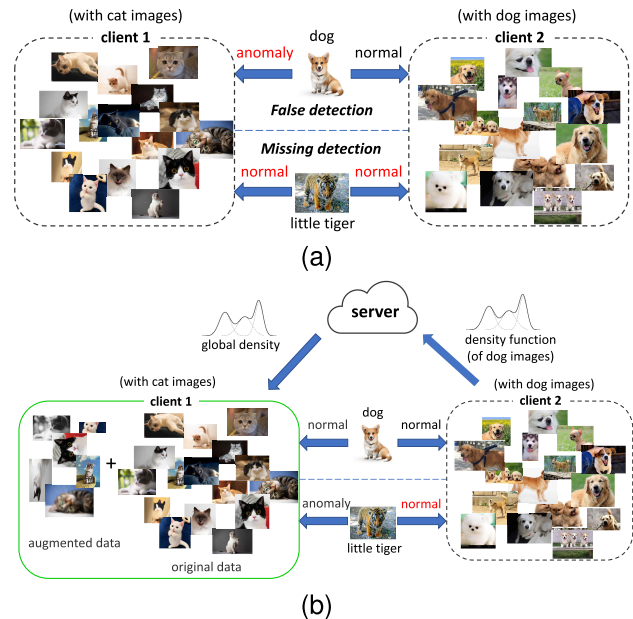 (with cat images)
client 1
dog
(with dog images)
client 2
anomaly
normal
False detection
Missing detection
normal
normal
little tiger
(a)
server
global density
density function
(of dog images)
(with cat images)
client 1
(with dog images)
client 2
dog
normal
normal
+
anomaly
normal
little tiger
augmented data
original data
(b)